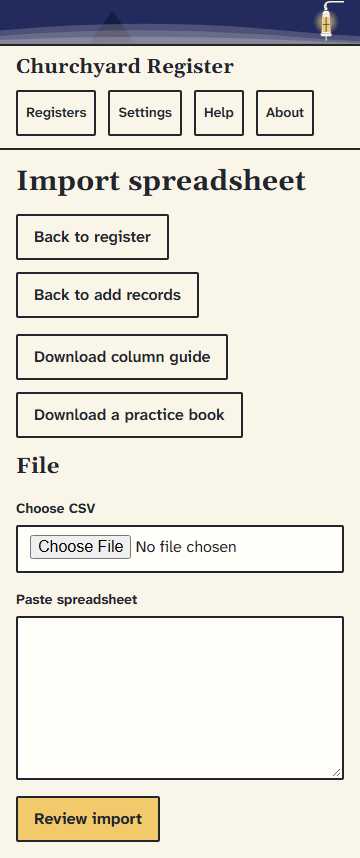 Churchyard Register
Registers
Settings
Help
About
Import spreadsheet
Back to register
Back to add records
Download column guide
Download a practice book
File
Choose CSV
Choose File No file chosen
Paste spreadsheet
Review import